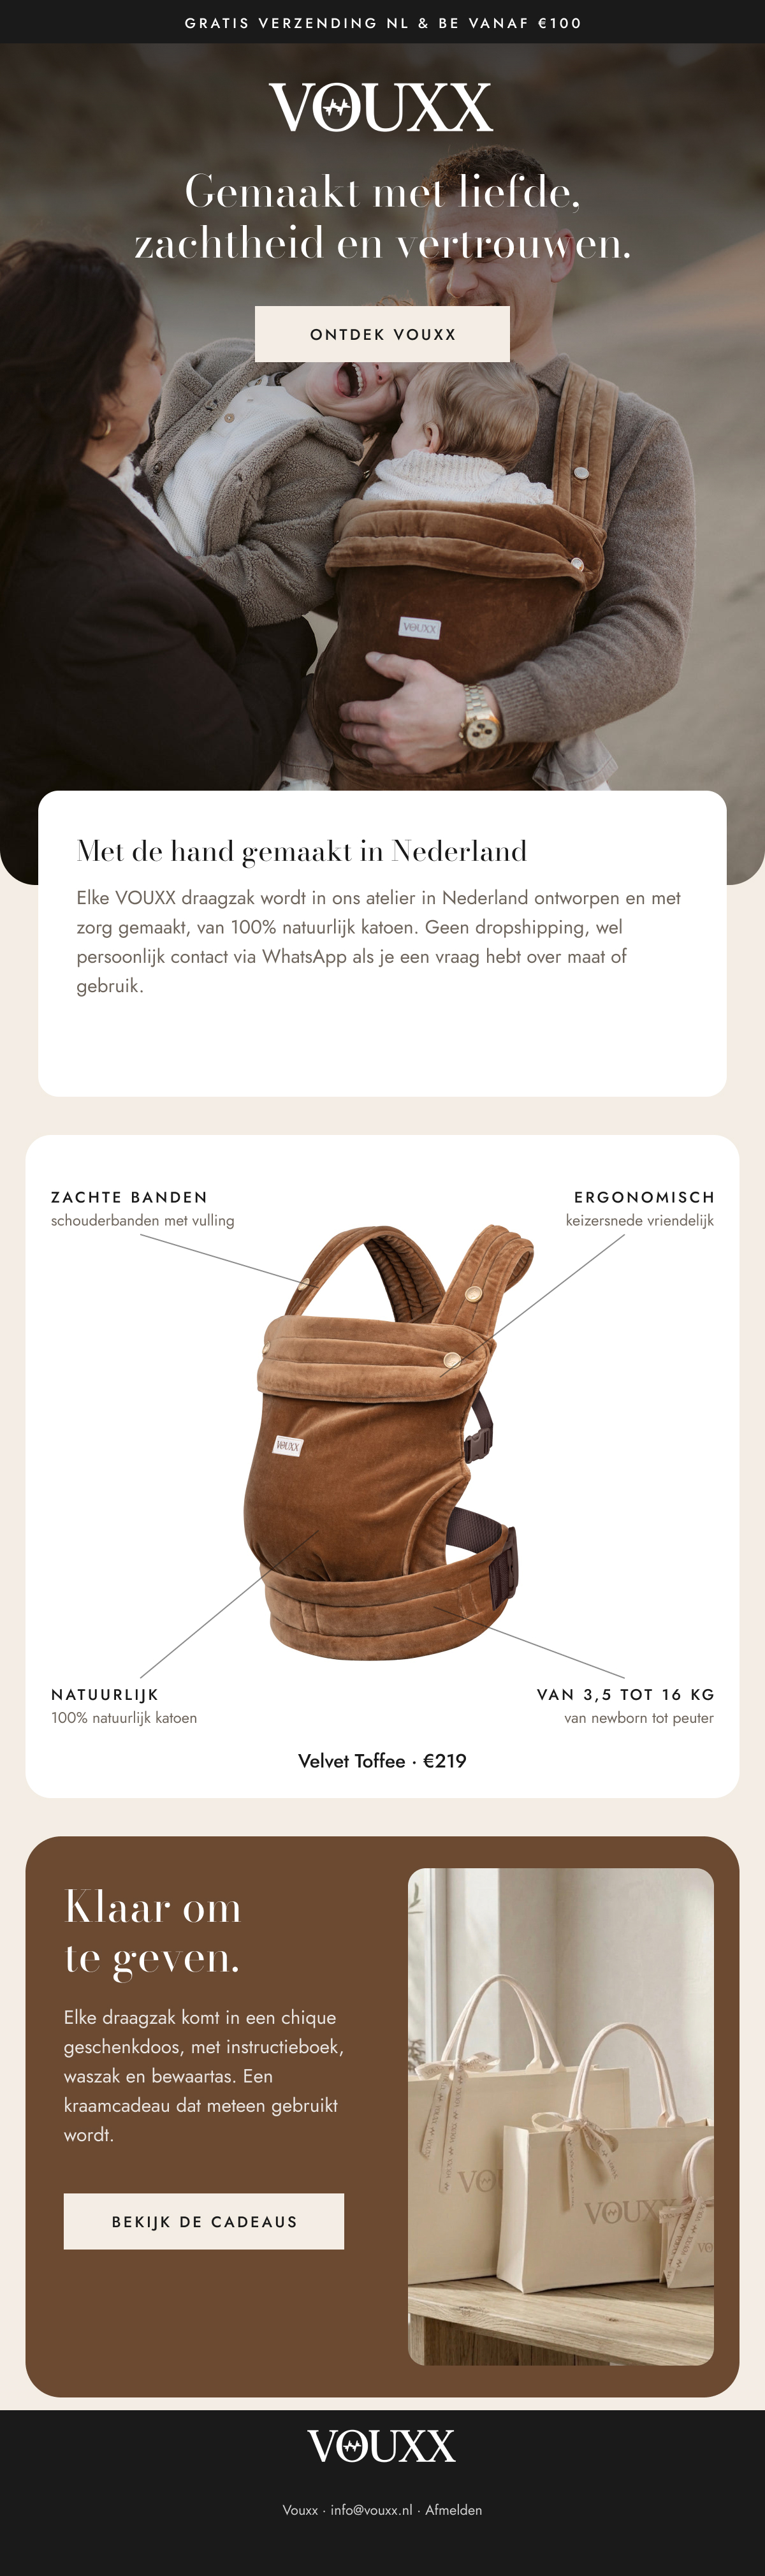 GRATIS VERZENDING NL & BE VANAF €100
VOUXX
Gemaakt met liefde,
zachtheid en vertrouwen.
ONTDEK VOUXX
VOUXX
Met de hand gemaakt in Nederland
Elke VOUXX draagzak wordt in ons atelier in Nederland ontworpen en met
zorg gemaakt, van 100% natuurlijk katoen. Geen dropshipping, wel
persoonlijk contact via WhatsApp als je een vraag hebt over maat of
gebruik.
ZACHTE BANDEN
schouderbanden met vulling
ERGONOMISCH
keizersnede vriendelijk
VOUXX
NATUURLIJK
100% natuurlijk katoen
VAN 3,5 TOT 16 KG
van newborn tot peuter
Velvet Toffee · €219
Klaar om
te geven.
Elke draagzak komt in een chique
geschenkdoos, met instructieboek,
waszak en bewaartas. Een
kraamcadeau dat meteen gebruikt
wordt.
BEKIJK DE CADEAUS
VOUXX
VOUXX
Vouxx · info@vouxx.nl · Afmelden